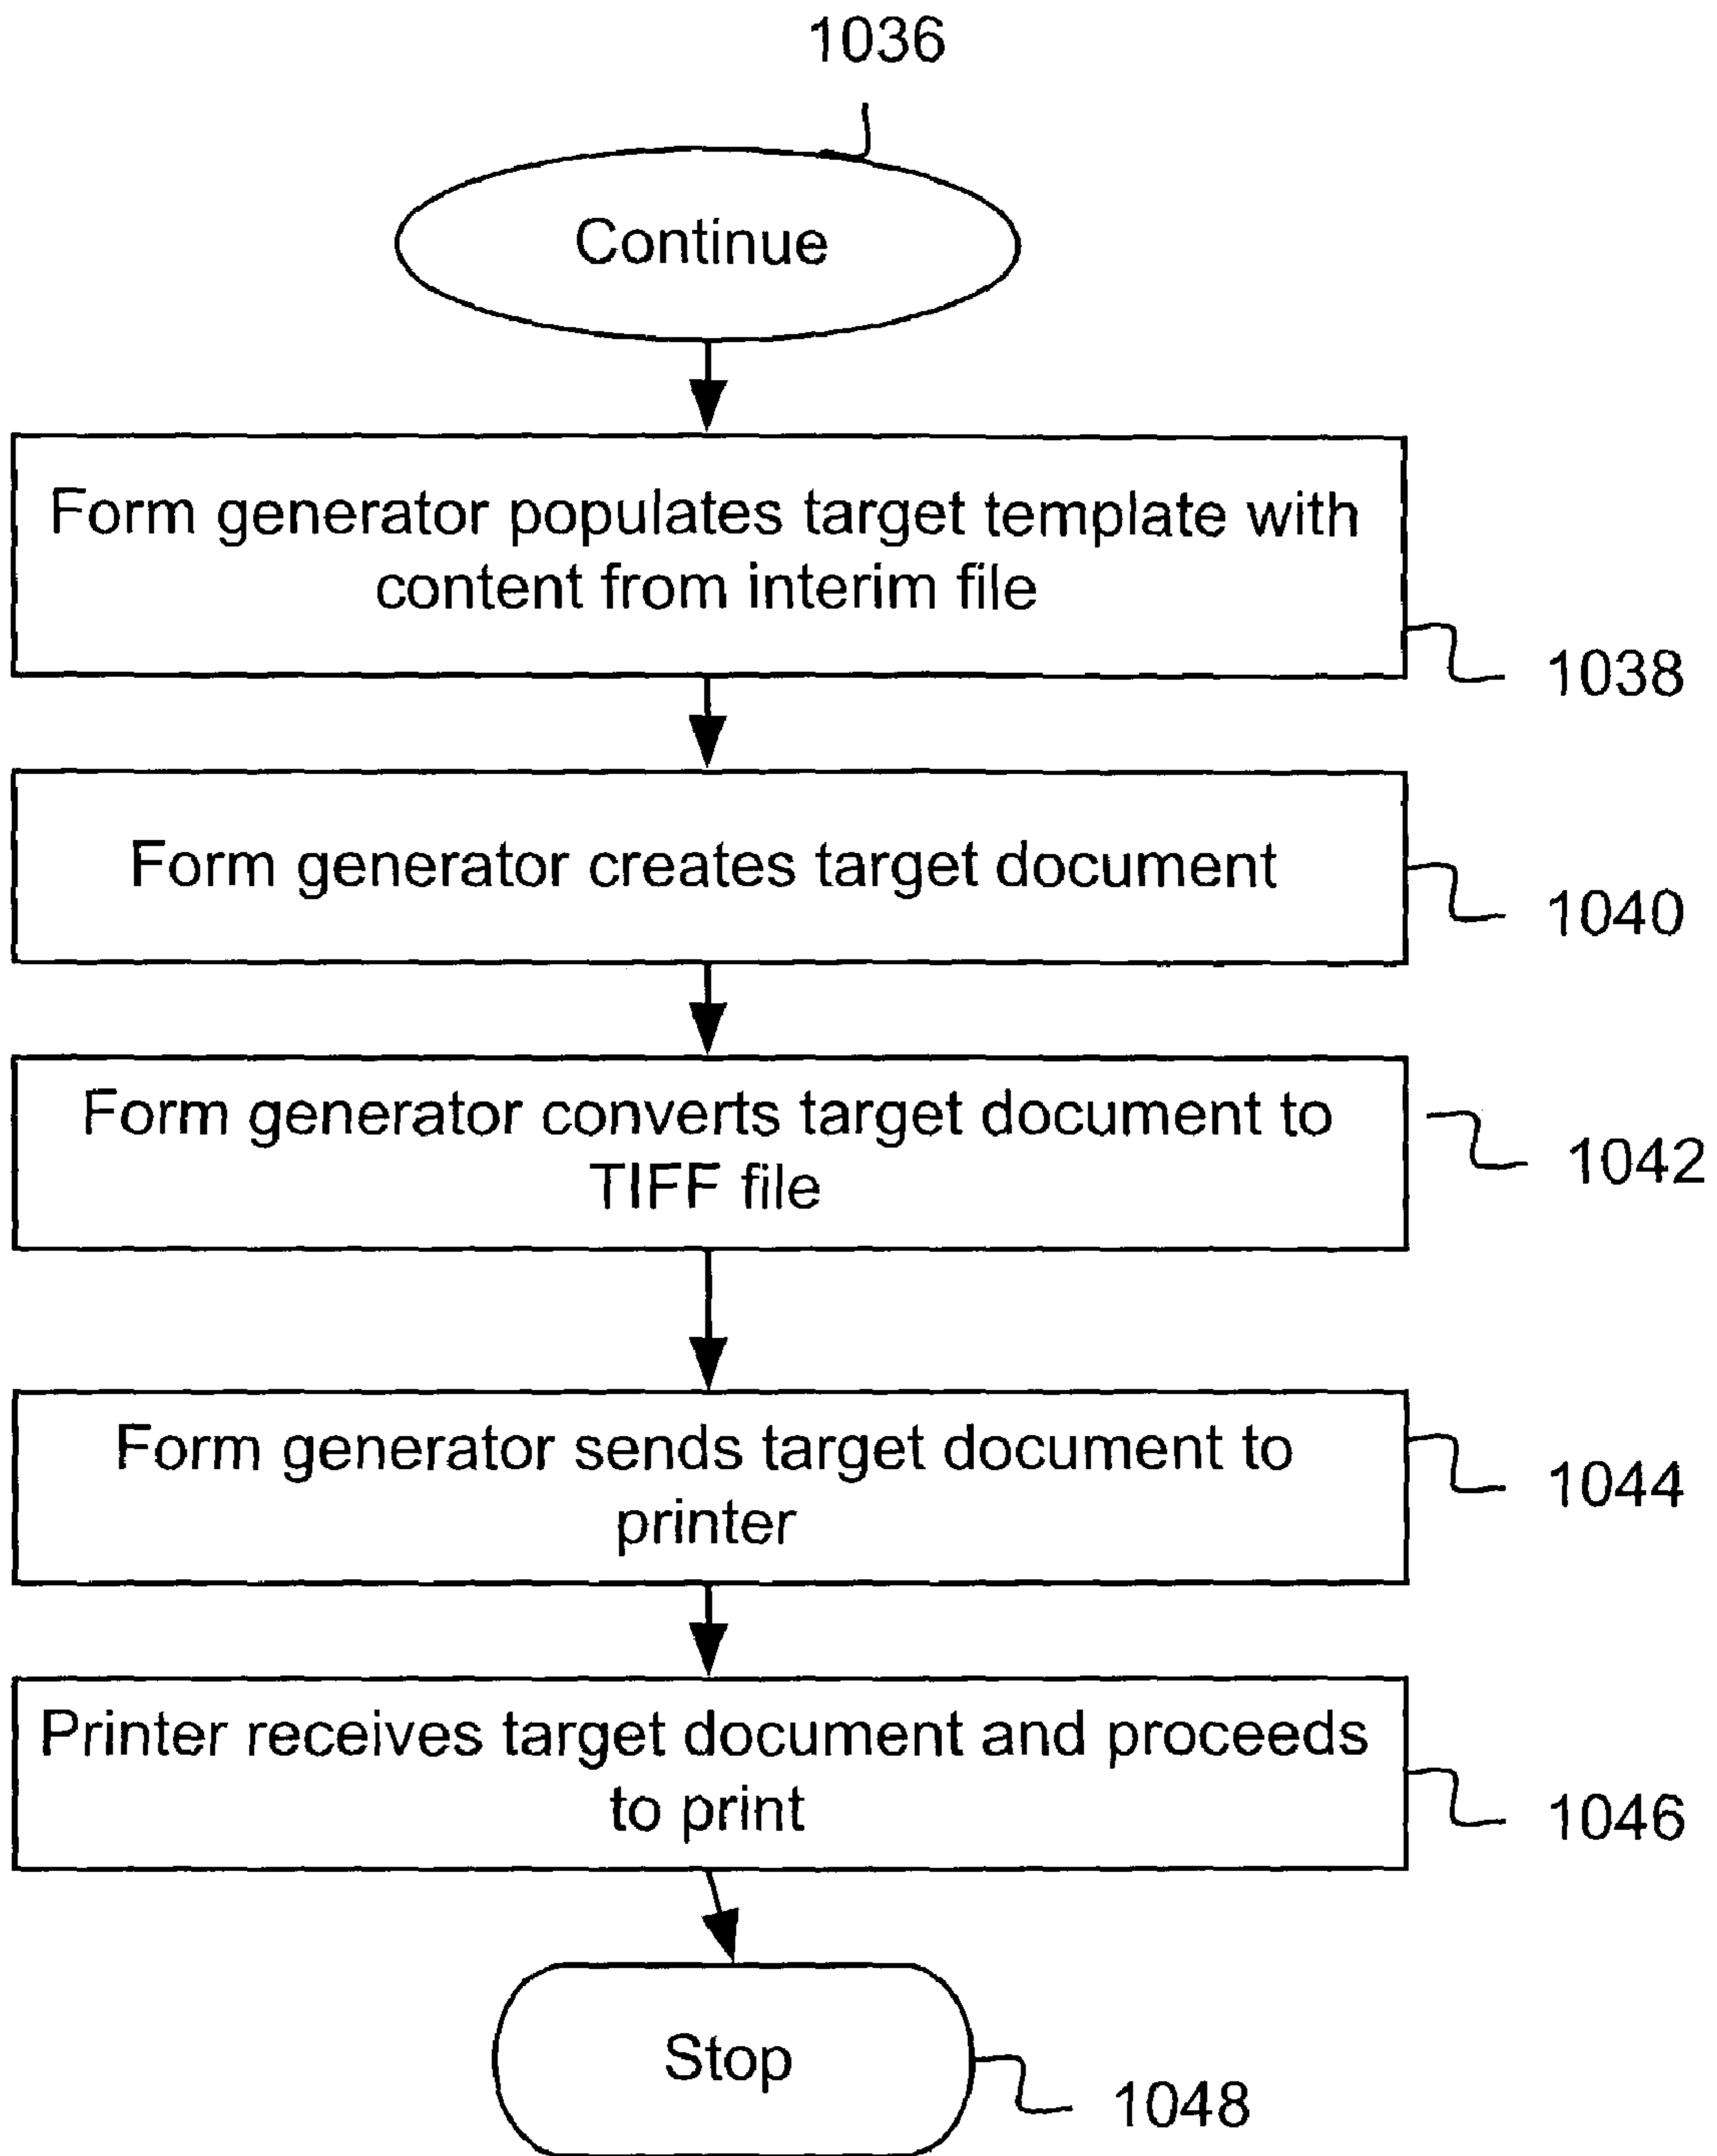 1036
Continue
Form generator populates target template with
content from interim file
1038
Form generator creates target document
1040
Form generator converts target document to
TIFF file
1042
Form generator sends target document to
printer
1044
Printer receives target document and proceeds
to print
1046
Stop
1048